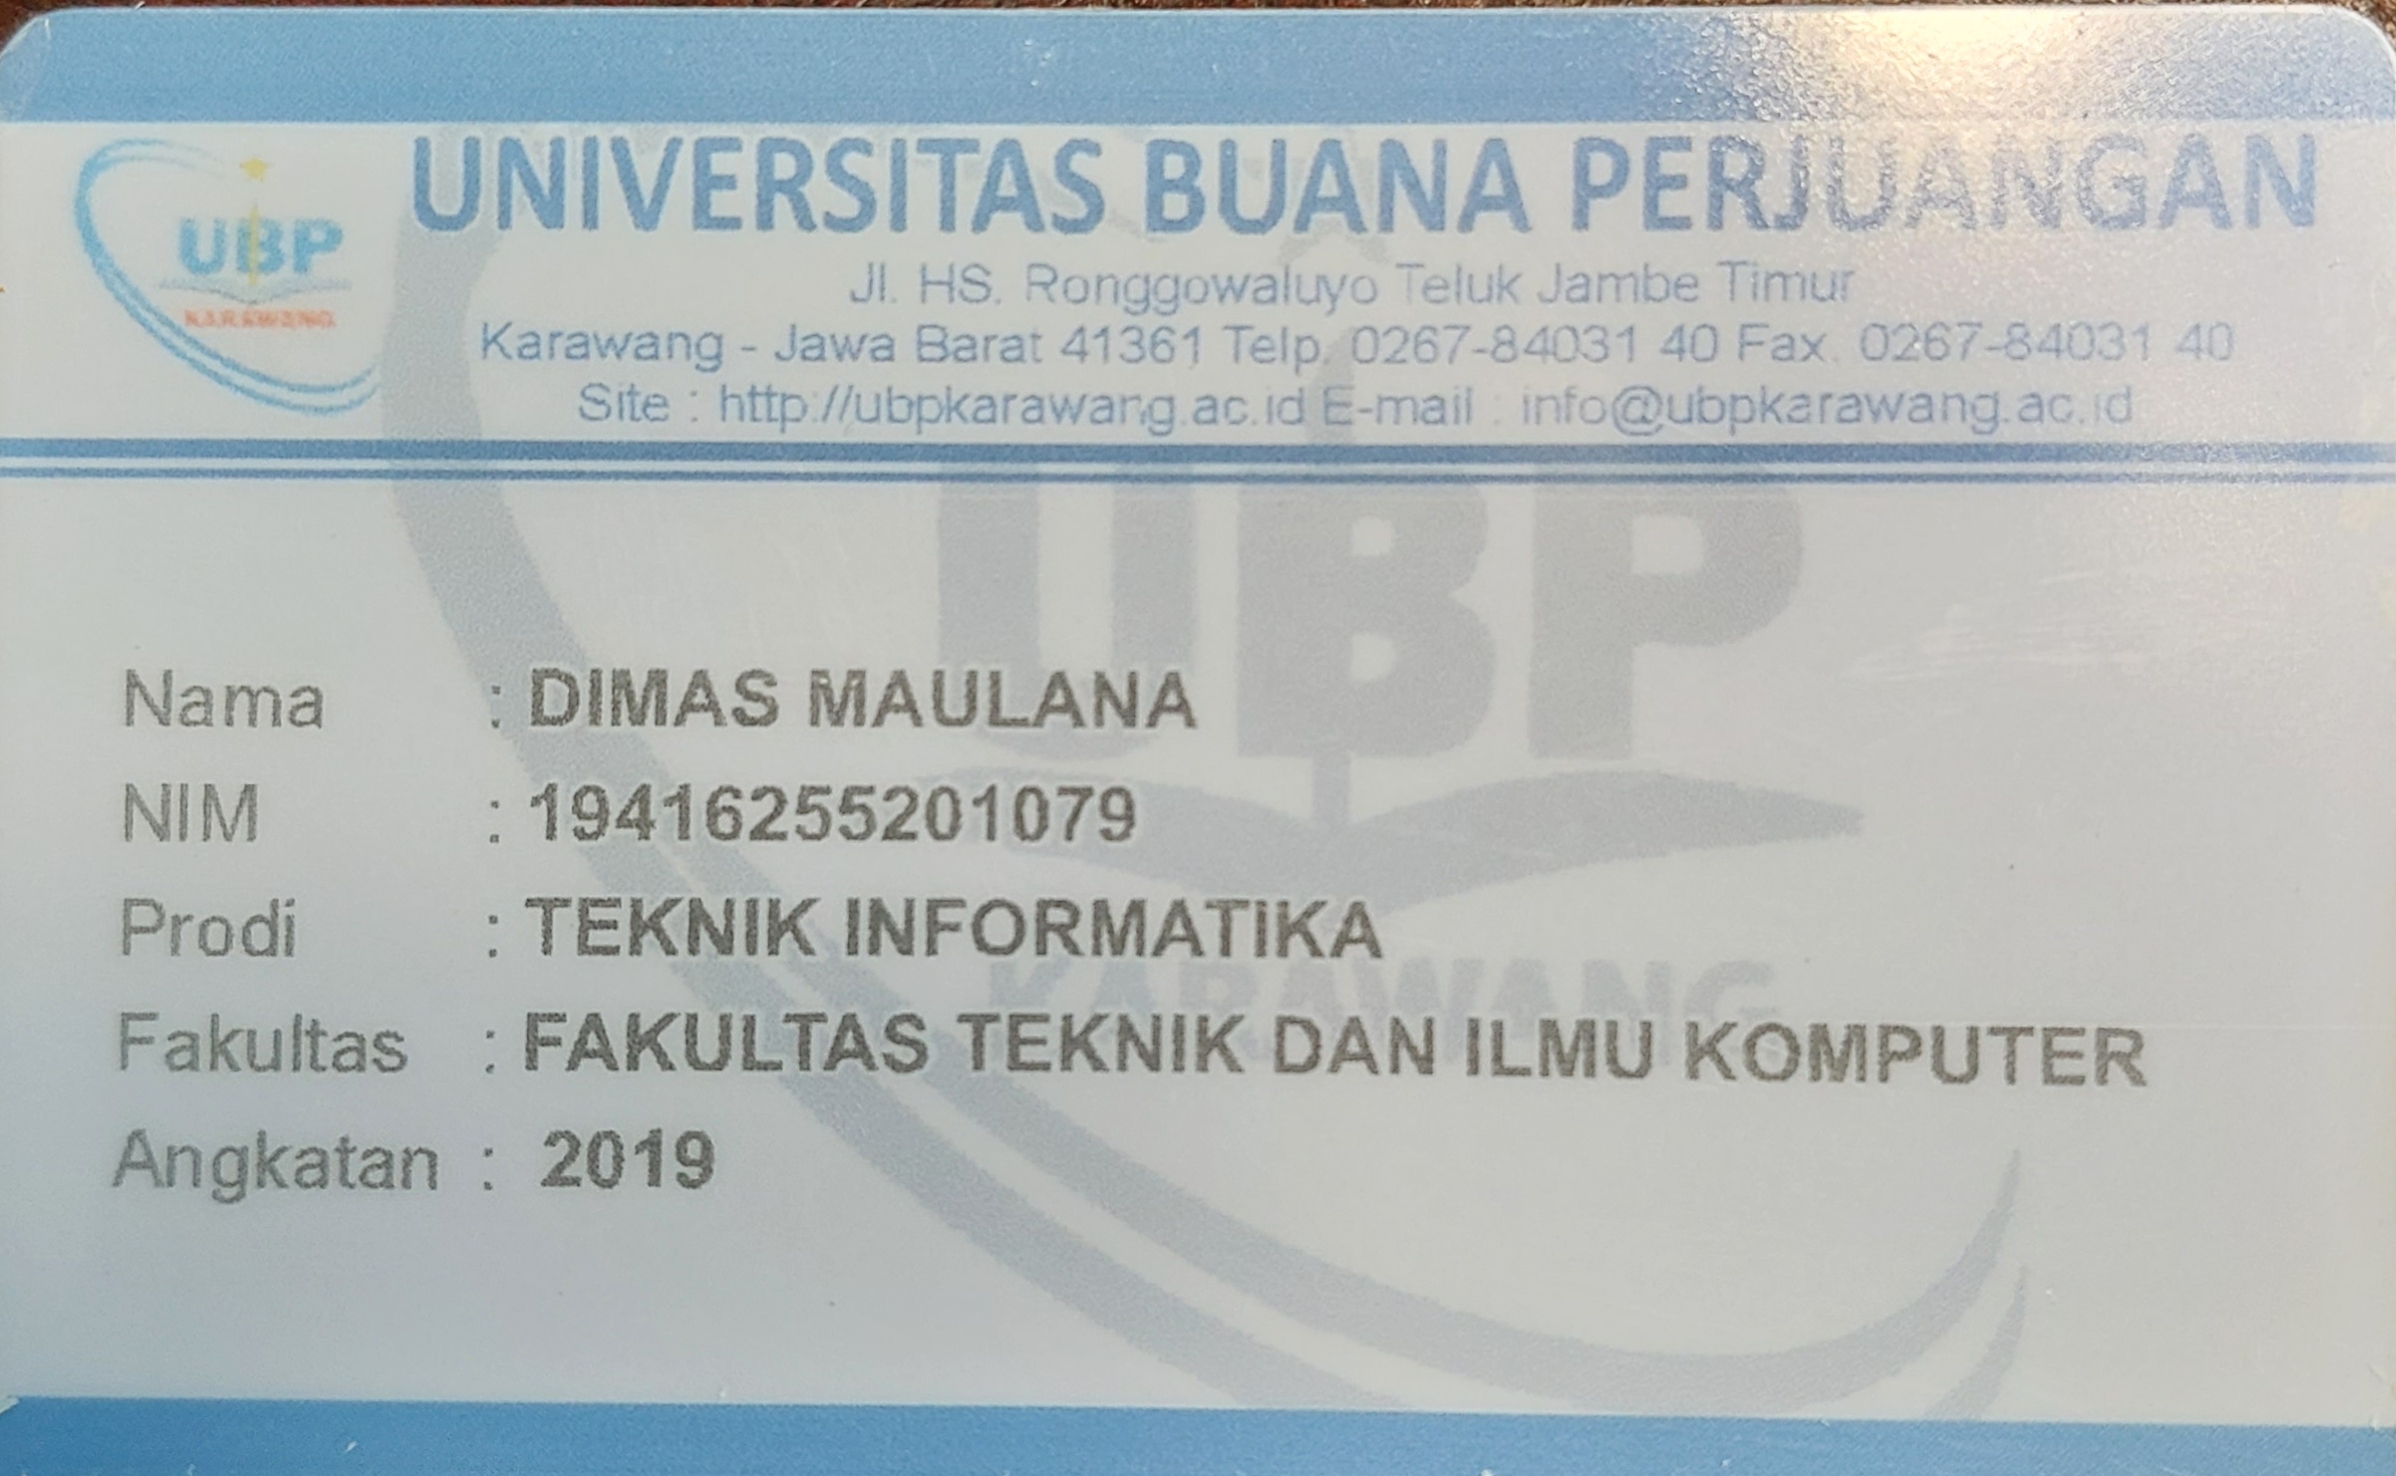 UNIVERSITAS BUANA PERJUANGAN
UBP
KARAWANG
Jl. HS. Ronggowaluyo Teluk Jambe Timur
Karawang - Jawa Barat 41361 Telp. 0267-84031 40 Fax. 0267-84031 40
Site : http://ubpkarawang.ac.id E-mail : info@ubpkarawang.ac.id
UBP
KARAWANG
Nama : DIMAS MAULANA
NIM : 19416255201079
Prodi : TEKNIK INFORMATIKA
Fakultas : FAKULTAS TEKNIK DAN ILMU KOMPUTER
Angkatan : 2019